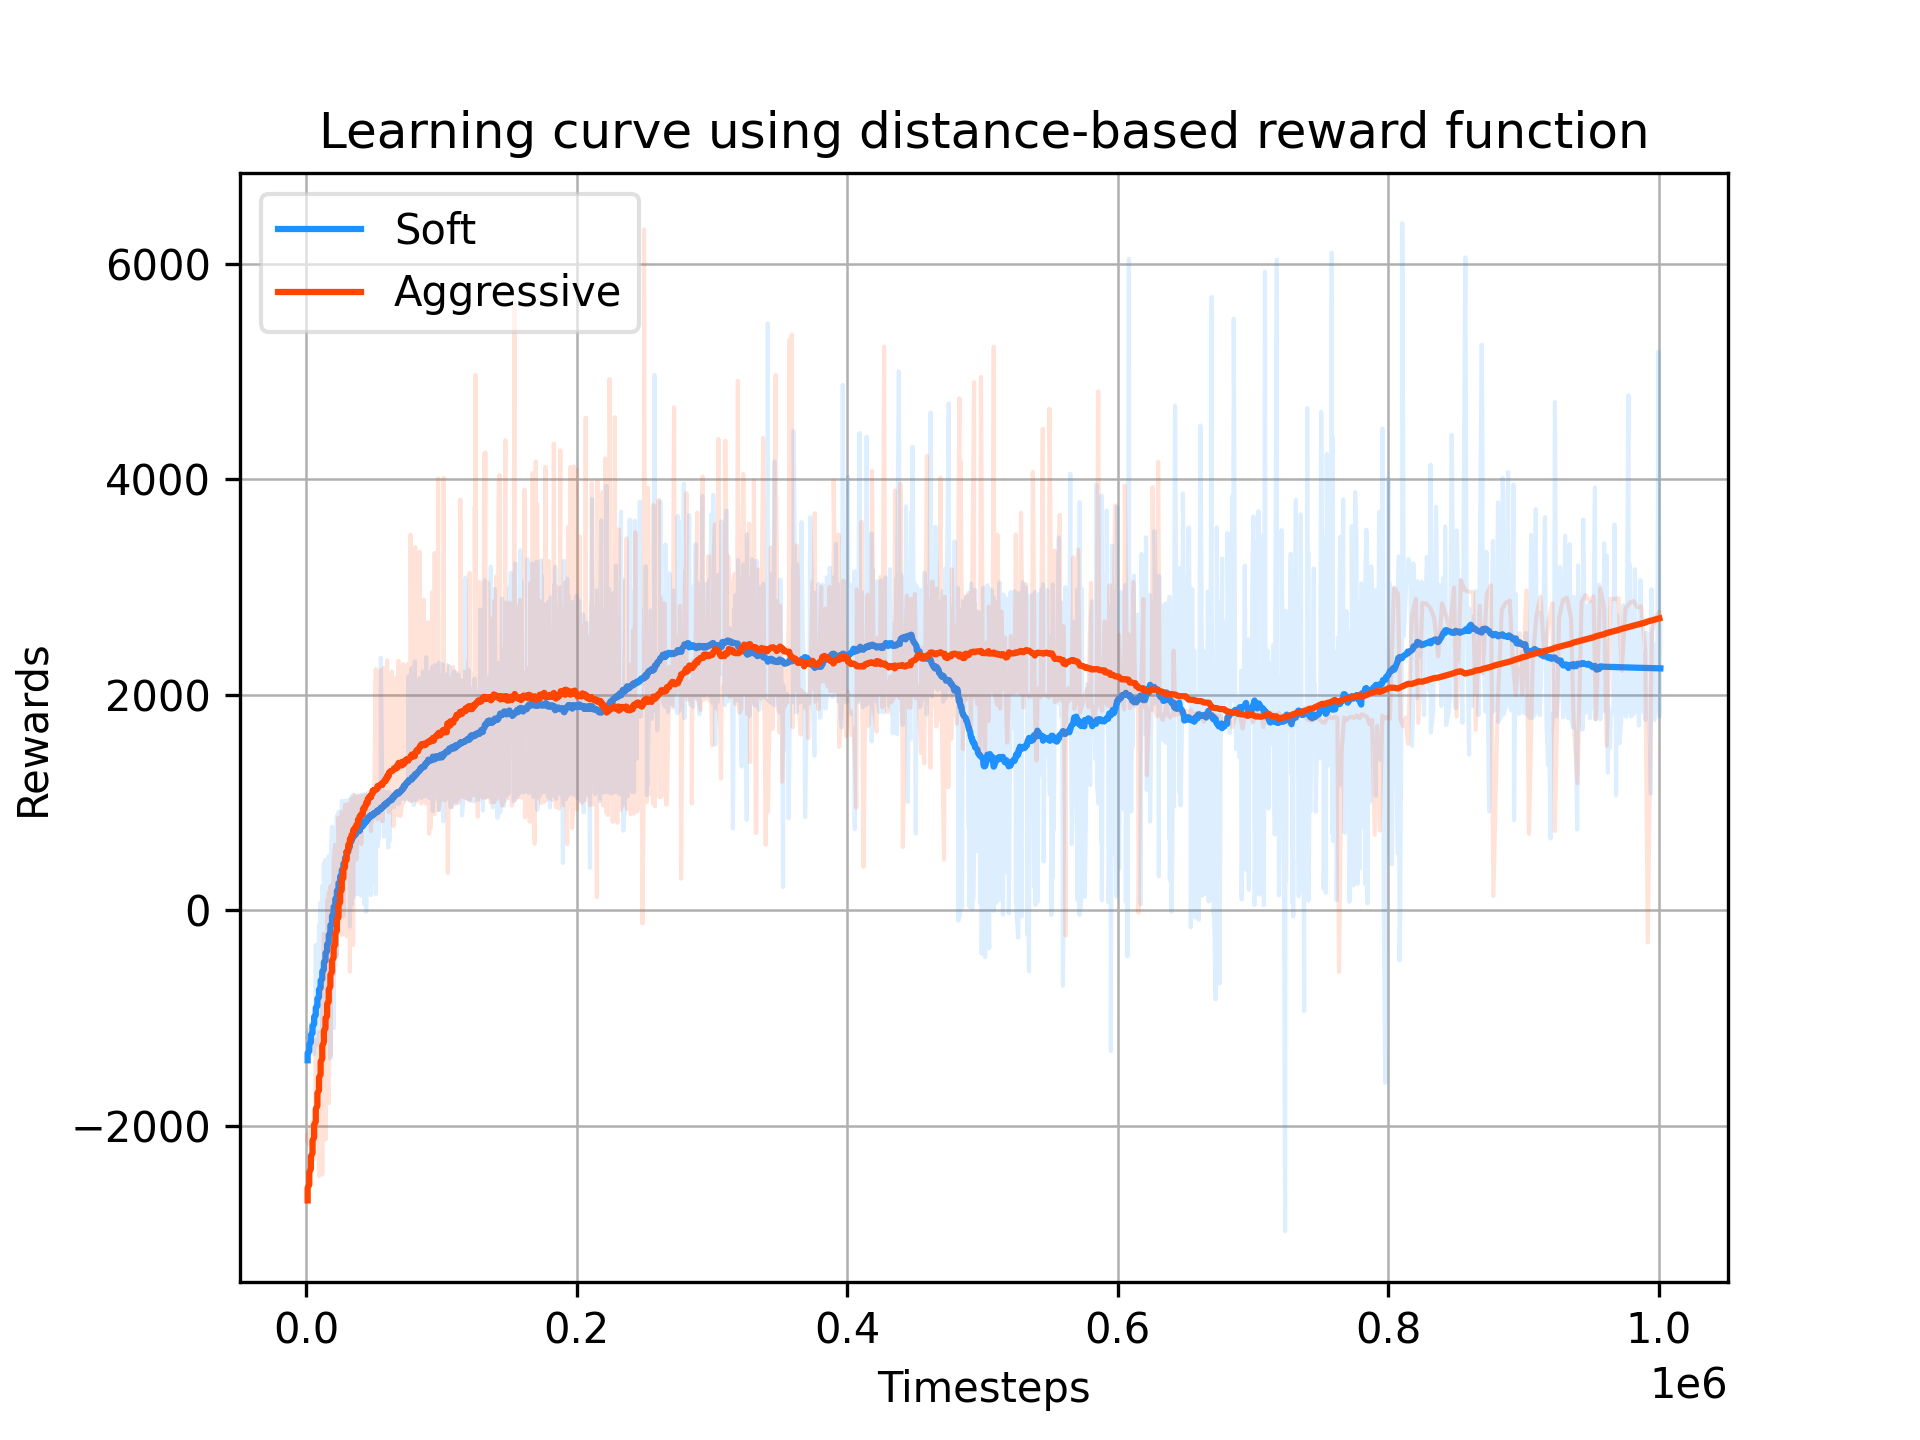 Learning curve using distance-based reward function
Soft
Aggressive
6000
4000
2000
0
−2000
Rewards
0.0 0.2 0.4 0.6 0.8 1.0
1e6
Timesteps